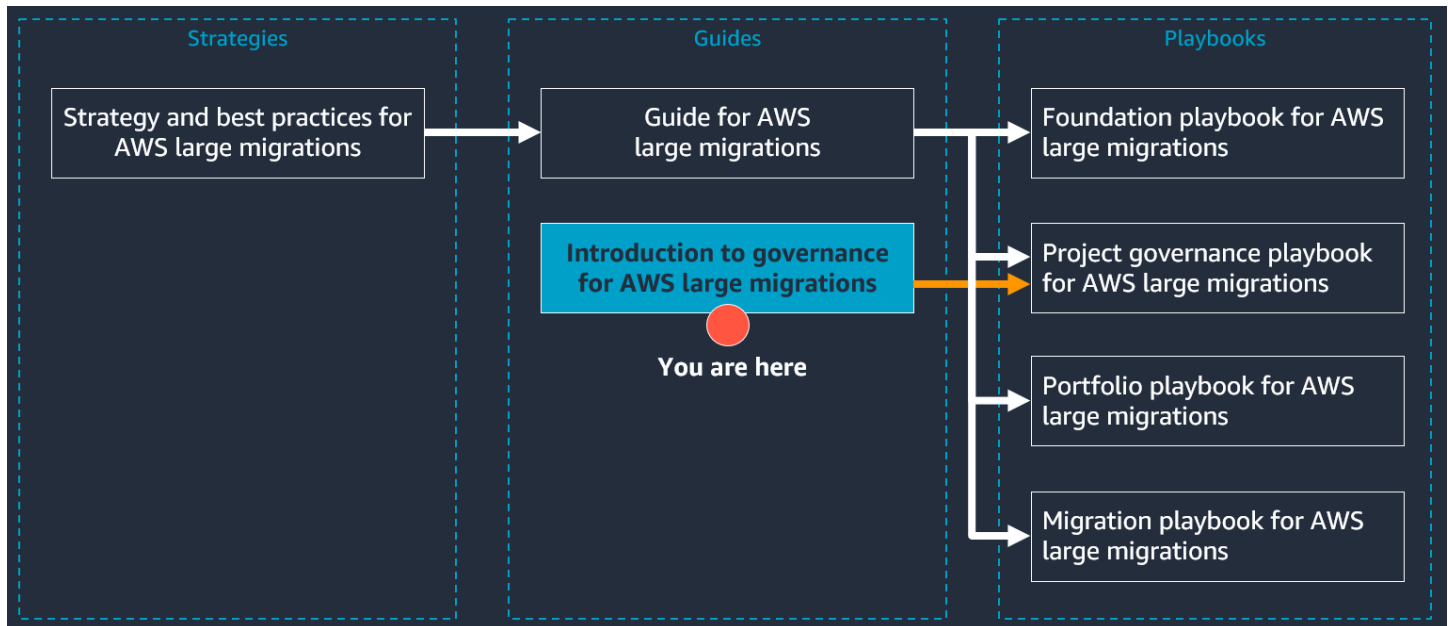 Strategies
Strategy and best practices for
AWS large migrations
Guides
Guide for AWS
large migrations
Introduction to governance
for AWS large migrations
You are here
Playbooks
Foundation playbook for AWS
large migrations
Project governance playbook
for AWS large migrations
Portfolio playbook for AWS
large migrations
Migration playbook for AWS
large migrations